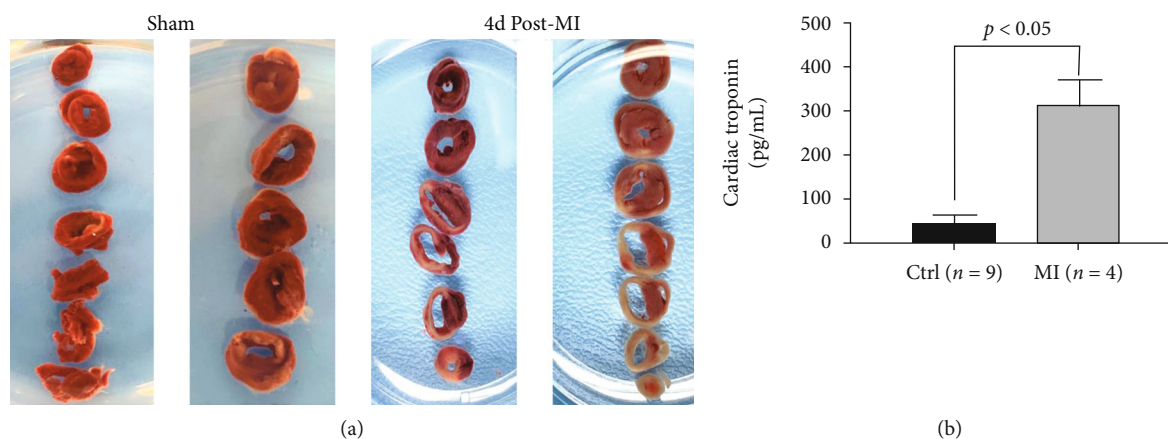 Sham
4d Post-MI
(a)
Cardiac troponin
(pg/mL)
500
400
300
200
100
0
p < 0.05
Ctrl (n = 9)
MI (n = 4)
(b)